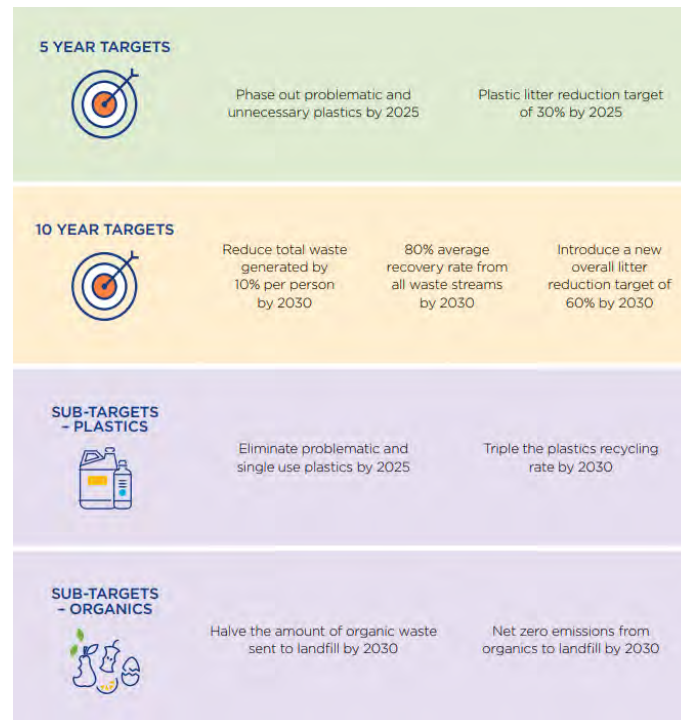 5 YEAR TARGETS
Phase out problematic and
unnecessary plastics by 2025
Plastic litter reduction target
of 30% by 2025
10 YEAR TARGETS
Reduce total waste
generated by
10% per person
by 2030
80% average
recovery rate from
all waste streams
by 2030
Introduce a new
overall litter
reduction target of
60% by 2030
SUB-TARGETS
– PLASTICS
Eliminate problematic and
single use plastics by 2025
Triple the plastics recycling
rate by 2030
SUB-TARGETS
– ORGANICS
Halve the amount of organic waste
sent to landfill by 2030
Net zero emissions from
organics to landfill by 2030